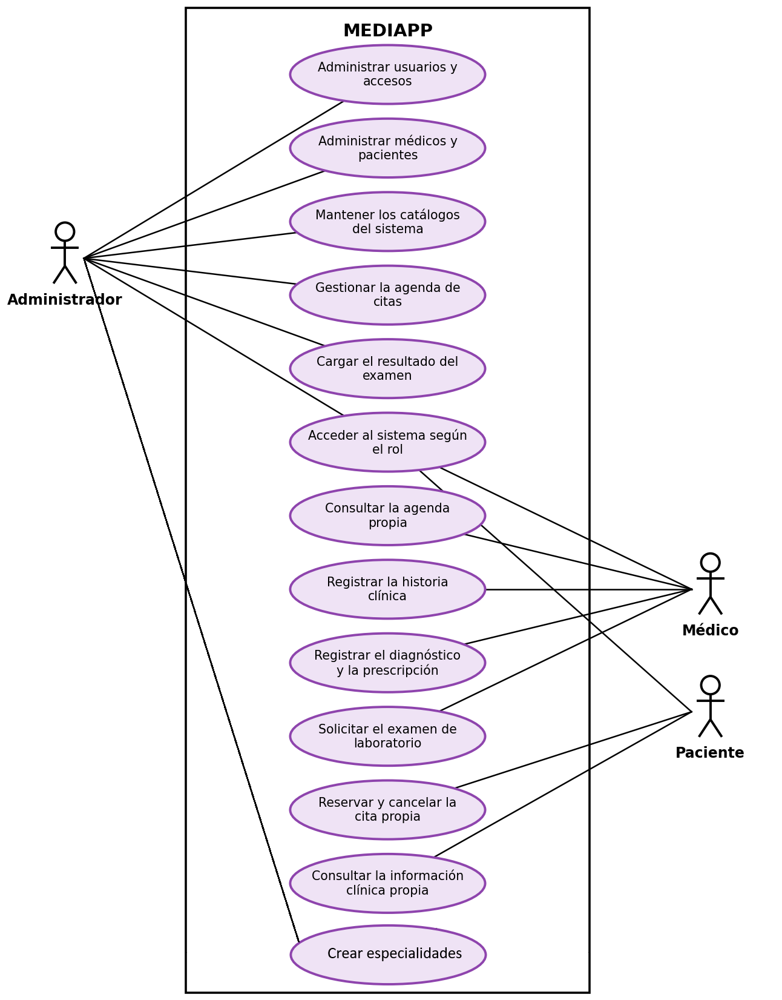 MEDIAPP
Administrar usuarios y
accesos
Administrar médicos y
pacientes
Mantener los catálogos
del sistema
Administrador
Gestionar la agenda de
citas
Cargar el resultado del
examen
Acceder al sistema según
el rol
Consultar la agenda
propia
Registrar la historia
clínica
Médico
Registrar el diagnóstico
y la prescripción
Solicitar el examen de
laboratorio
Paciente
Reservar y cancelar la
cita propia
Consultar la información
clínica propia
Crear especialidades